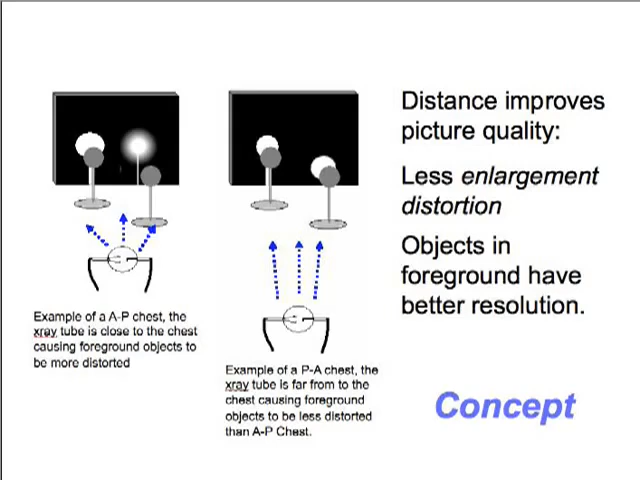 Distance improves
picture quality:
Less enlargement
distortion
Objects in
foreground have
better resolution.
Example of a A-P chest, the
xray tube is close to the chest
causing foreground objects to
be more distorted
Example of a P-A chest, the
xray tube is far from to the
chest causing foreground
objects to be less distorted
than A-P Chest.
Concept